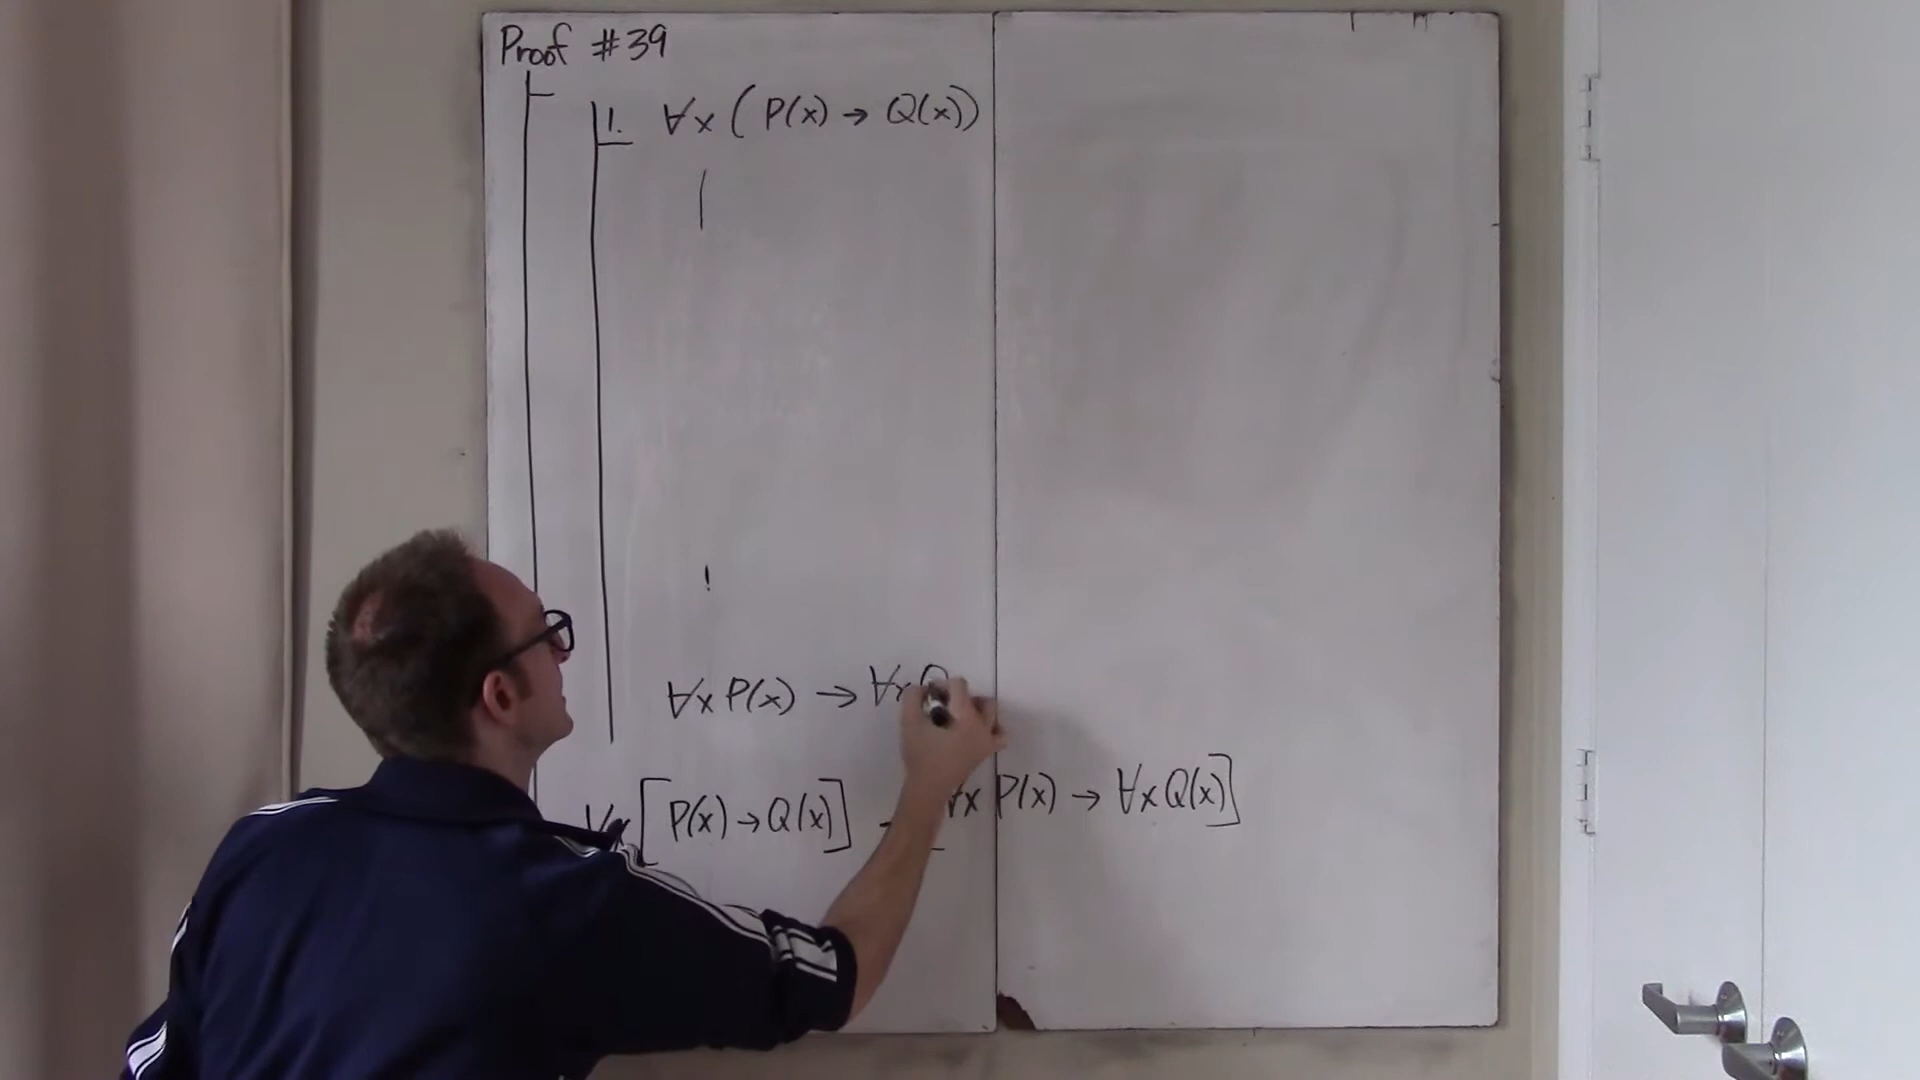 Proof #39
1. ∀x (P(x) → Q(x))
∀x P(x) → ∀x Q
∀x [P(x) → Q(x)] [∀x P(x) → ∀x Q(x)]